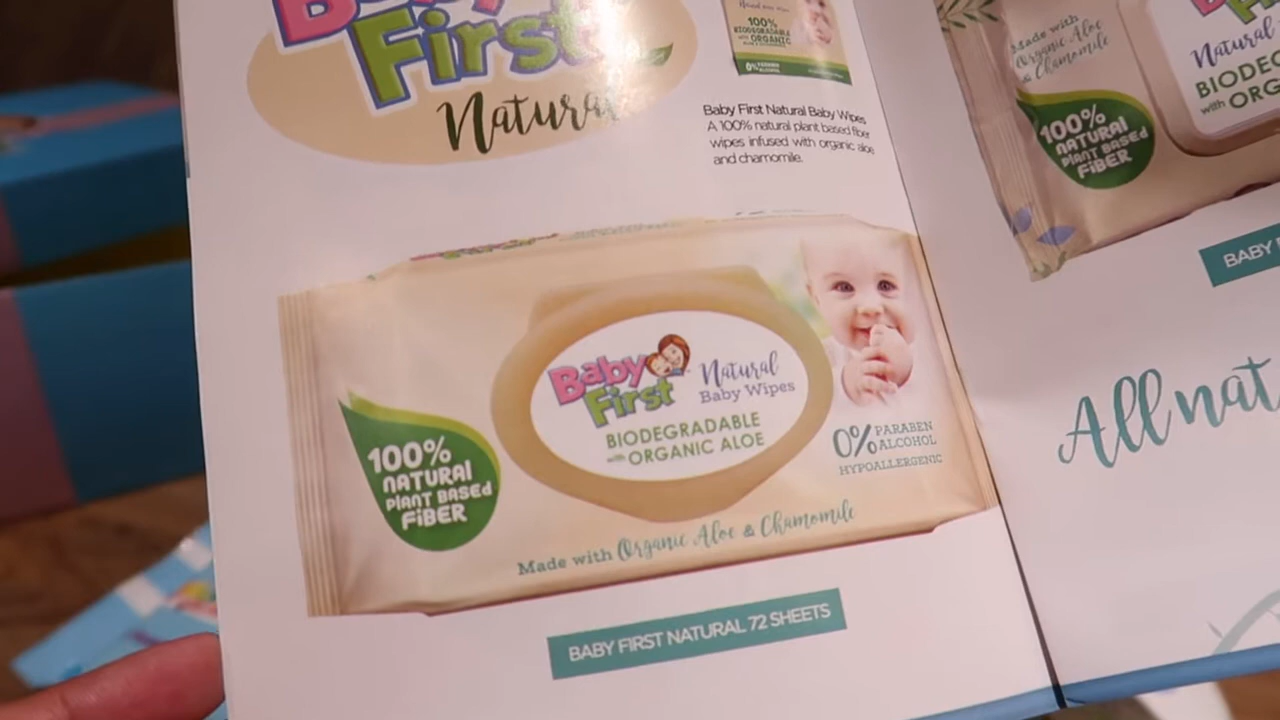 Baby
First
Natural
100%
BIODEGRADABLE
with ORGANIC
0%
Baby First Natural Baby Wipes
A 100% natural plant based fiber
wipes infused with organic aloe
and chamomile.
Baby
First
Natural
Baby Wipes
BIODEGRADABLE
with ORGANIC ALOE
100%
NATURAL
PLANT BASED
FIBER
0% PARABEN
ALCOHOL
HYPOALLERGENIC
Made with Organic Aloe & Chamomile
BABY FIRST NATURAL 72 SHEETS
Made with
Organic Aloe
& Chamomile
100%
NATURAL
PLANT BASED
FIBER
Natural
with
BABY
All